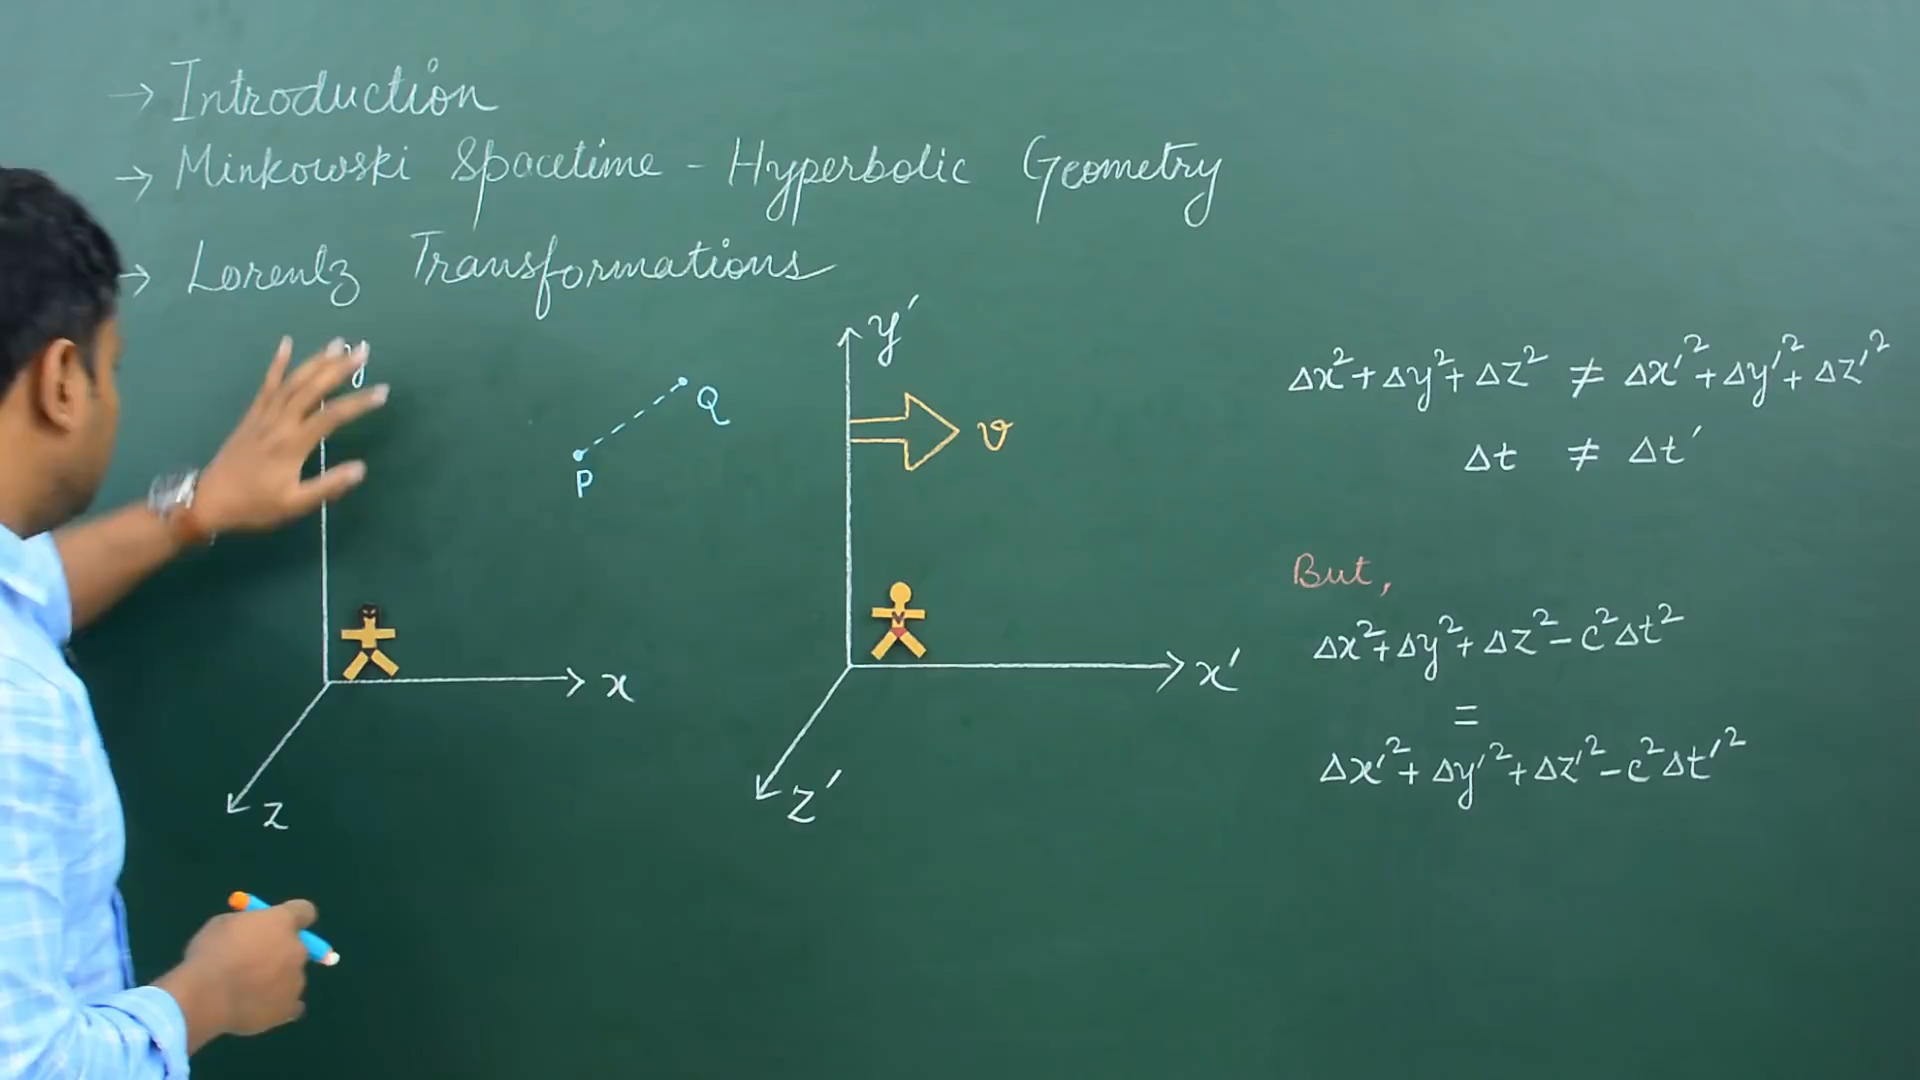 → Introduction
→ Minkowski Spacetime - Hyperbolic Geometry
→ Lorentz Transformations
y
P
Q
x
z
y′
v
x′
z′
Δx²+Δy²+Δz² ≠ Δx′²+Δy′²+Δz′²
Δt ≠ Δt′
But,
Δx²+Δy²+Δz²-c²Δt²
=
Δx′²+Δy′²+Δz′²-c²Δt′²